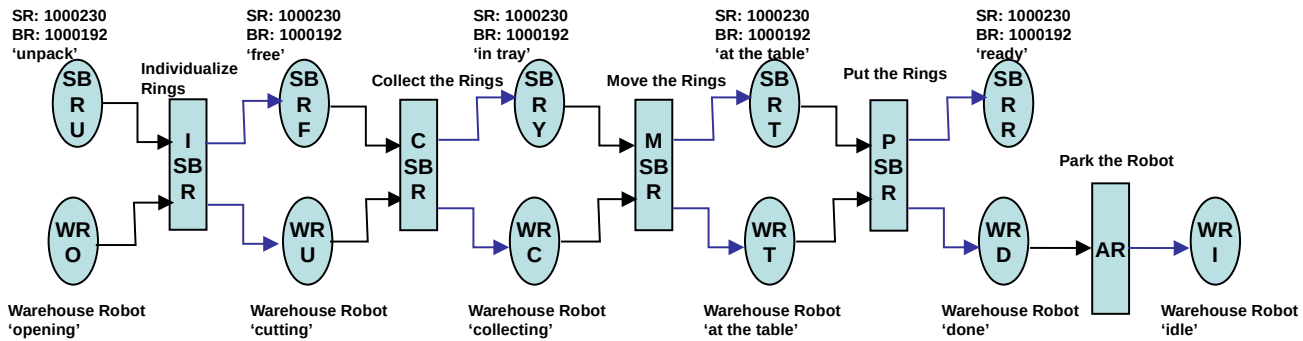 SR: 1000230
BR: 1000192
‘unpack’
SR: 1000230
BR: 1000192
‘free’
SR: 1000230
BR: 1000192
‘in tray’
SR: 1000230
BR: 1000192
‘at the table’
SR: 1000230
BR: 1000192
‘ready’
Individualize
Rings
Collect the Rings
Move the Rings
Put the Rings
Park the Robot
SB
R
U
I
SB
R
SB
R
F
C
SB
R
SB
R
Y
M
SB
R
SB
R
T
P
SB
R
SB
R
R
WR
O
WR
U
WR
C
WR
T
WR
D
AR
WR
I
Warehouse Robot
‘opening’
Warehouse Robot
‘cutting’
Warehouse Robot
‘collecting’
Warehouse Robot
‘at the table’
Warehouse Robot
‘done’
Warehouse Robot
‘idle’